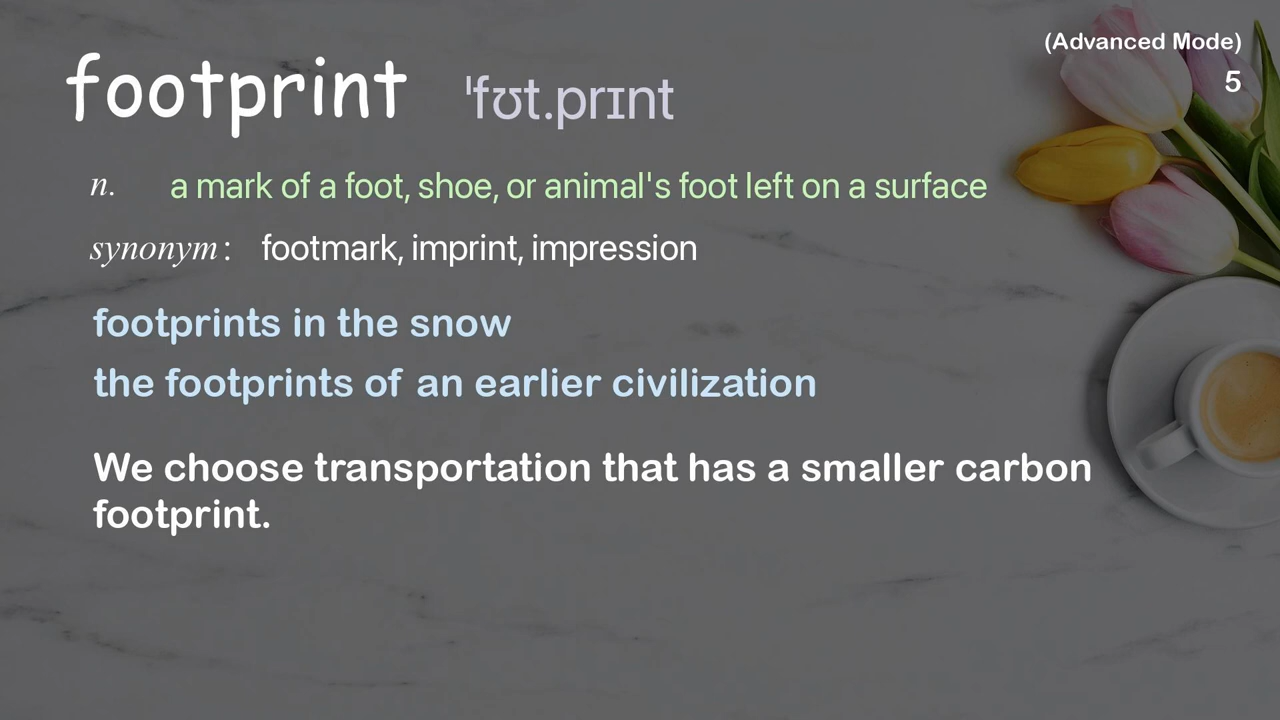 (Advanced Mode)
5
footprint ˈfʊt.prɪnt
n. a mark of a foot, shoe, or animal's foot left on a surface
synonym: footmark, imprint, impression
footprints in the snow
the footprints of an earlier civilization
We choose transportation that has a smaller carbon
footprint.